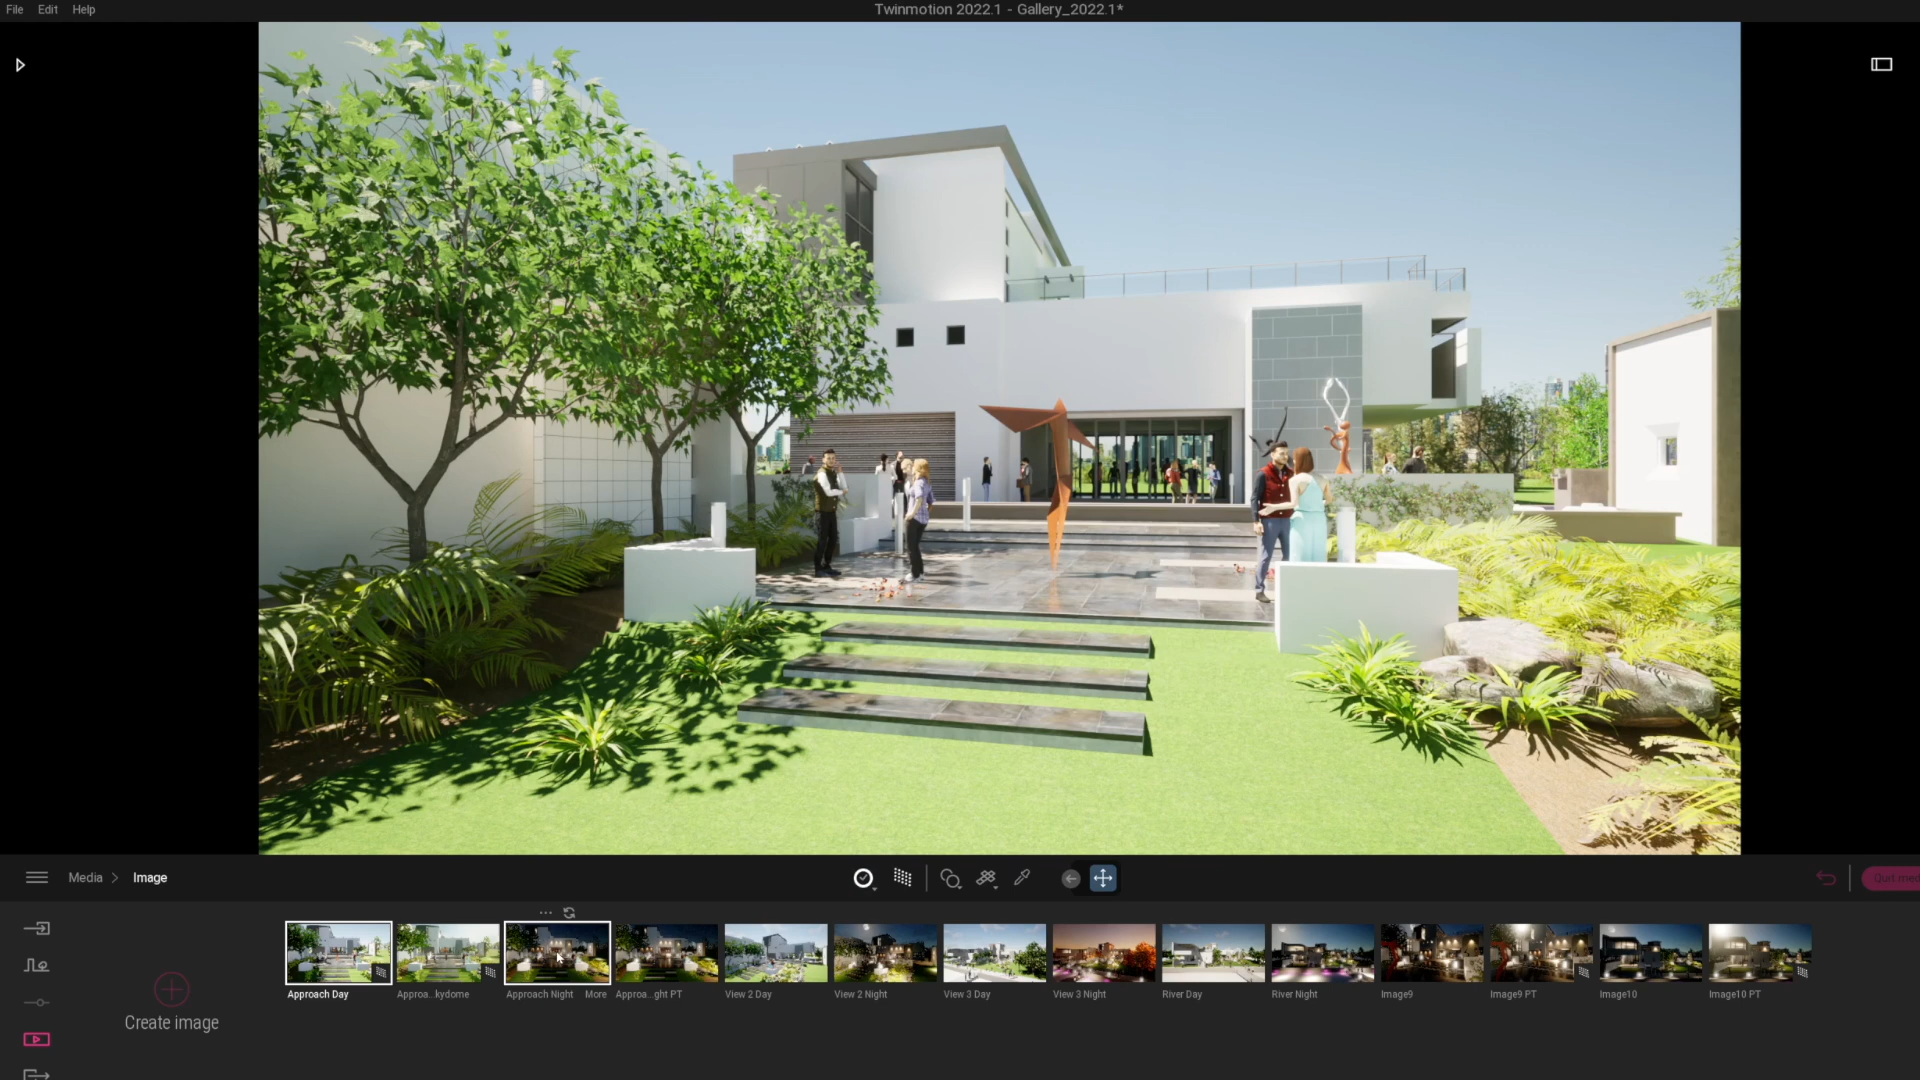 File Edit Help
Twinmotion 2022.1 - Gallery_2022.1*
Media > Image
Quit med
Create image
Approach Day
Approa...kydome
Approach Night More
Approa...ght PT
View 2 Day
View 2 Night
View 3 Day
View 3 Night
River Day
River Night
Image9
Image9 PT
Image10
Image10 PT